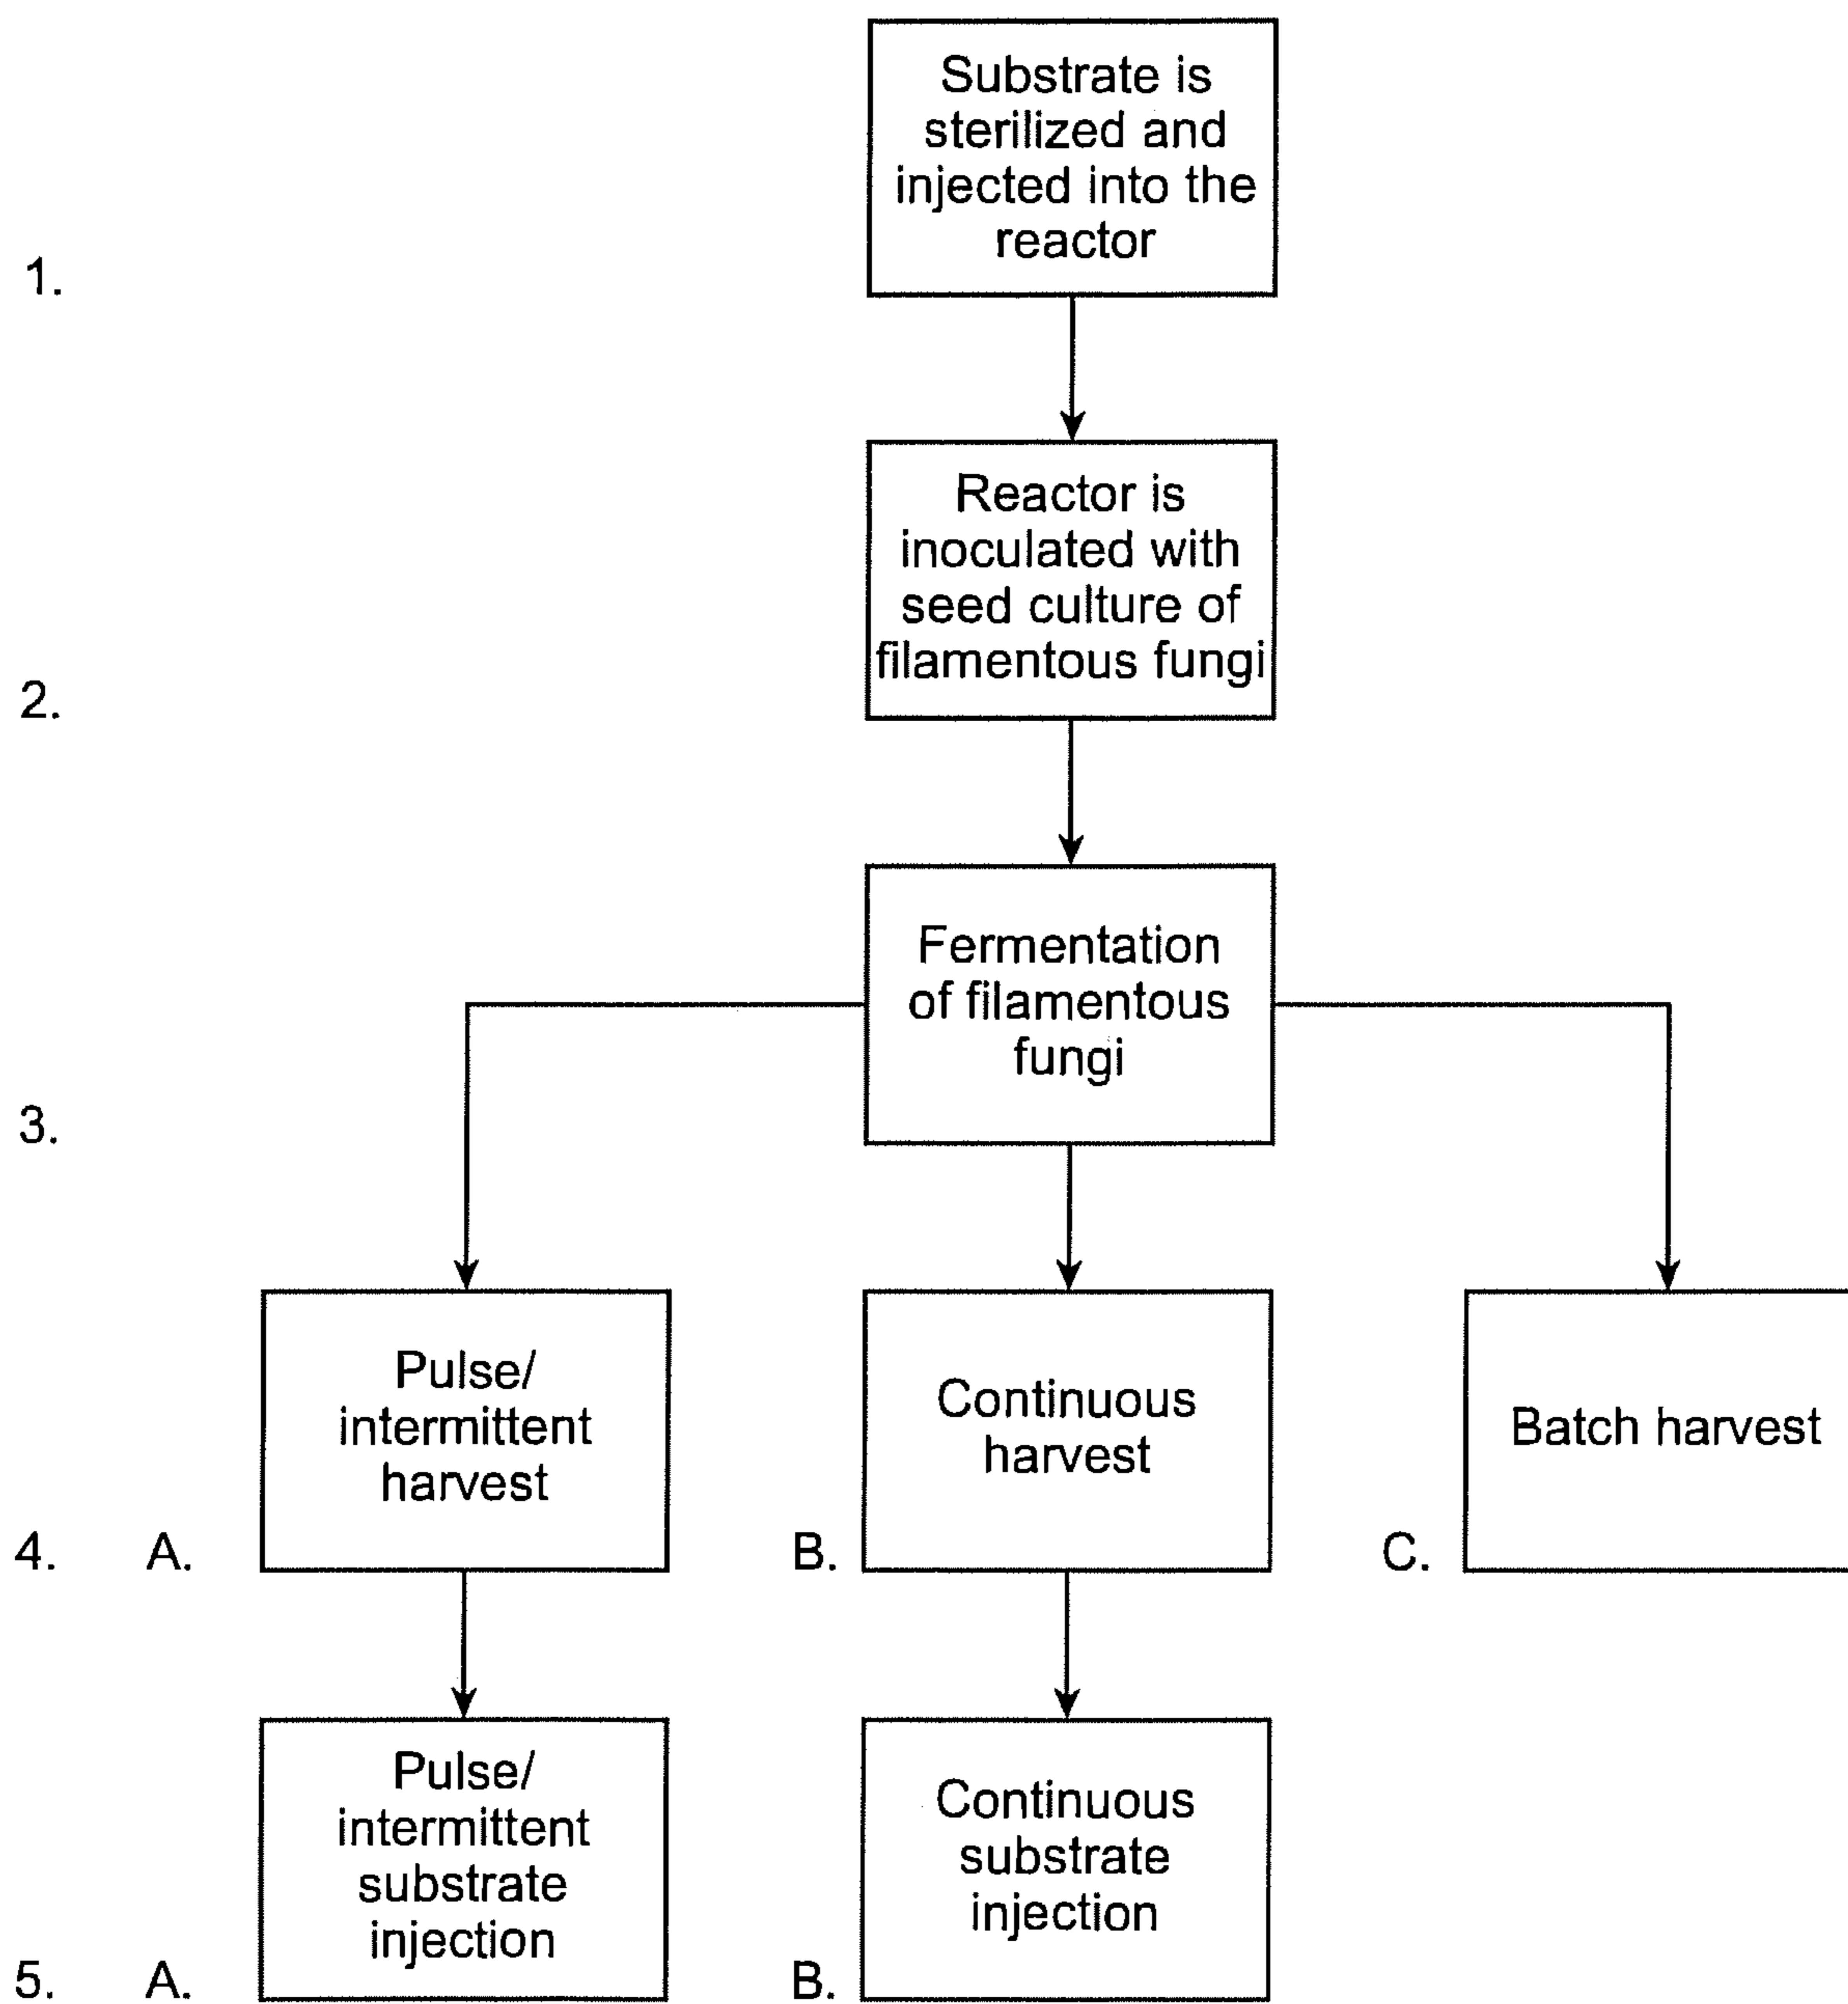 Substrate is
sterilized and
injected into the
reactor
1.
Reactor is
inoculated with
seed culture of
filamentous fungi
2.
Fermentation
of filamentous
fungi
3.
Pulse/
intermittent
harvest
Continuous
harvest
Batch harvest
4. A. B. C.
Pulse/
intermittent
substrate
injection
Continuous
substrate
injection
5. A. B.